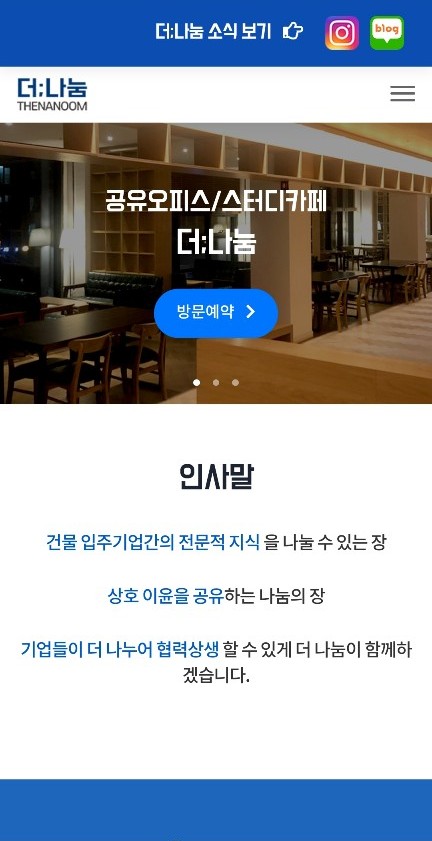 더;나눔 소식 보기
blog
더;나눔
THENANOOM
공유오피스/스터디카페
더;나눔
방문예약
인사말
건물 입주기업간의 전문적 지식 을 나눌 수 있는 장
상호 이윤을 공유하는 나눔의 장
기업들이 더 나누어 협력상생 할 수 있게 더 나눔이 함께하
겠습니다.